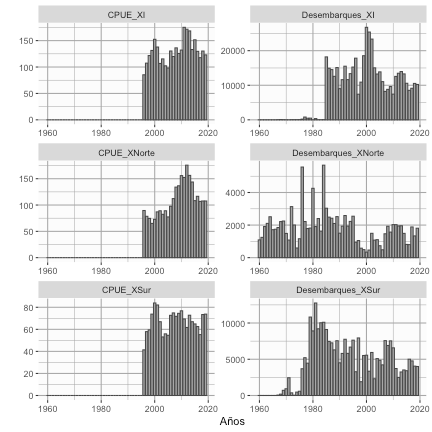 CPUE_XI
Desembarques_XI
150
100
50
0
20000
10000
0
1960 1980 2000 2020
1960 1980 2000 2020
CPUE_XNorte
Desembarques_XNorte
150
100
50
0
4000
2000
0
1960 1980 2000 2020
1960 1980 2000 2020
CPUE_XSur
Desembarques_XSur
80
60
40
20
0
10000
5000
0
1960 1980 2000 2020
1960 1980 2000 2020
Años